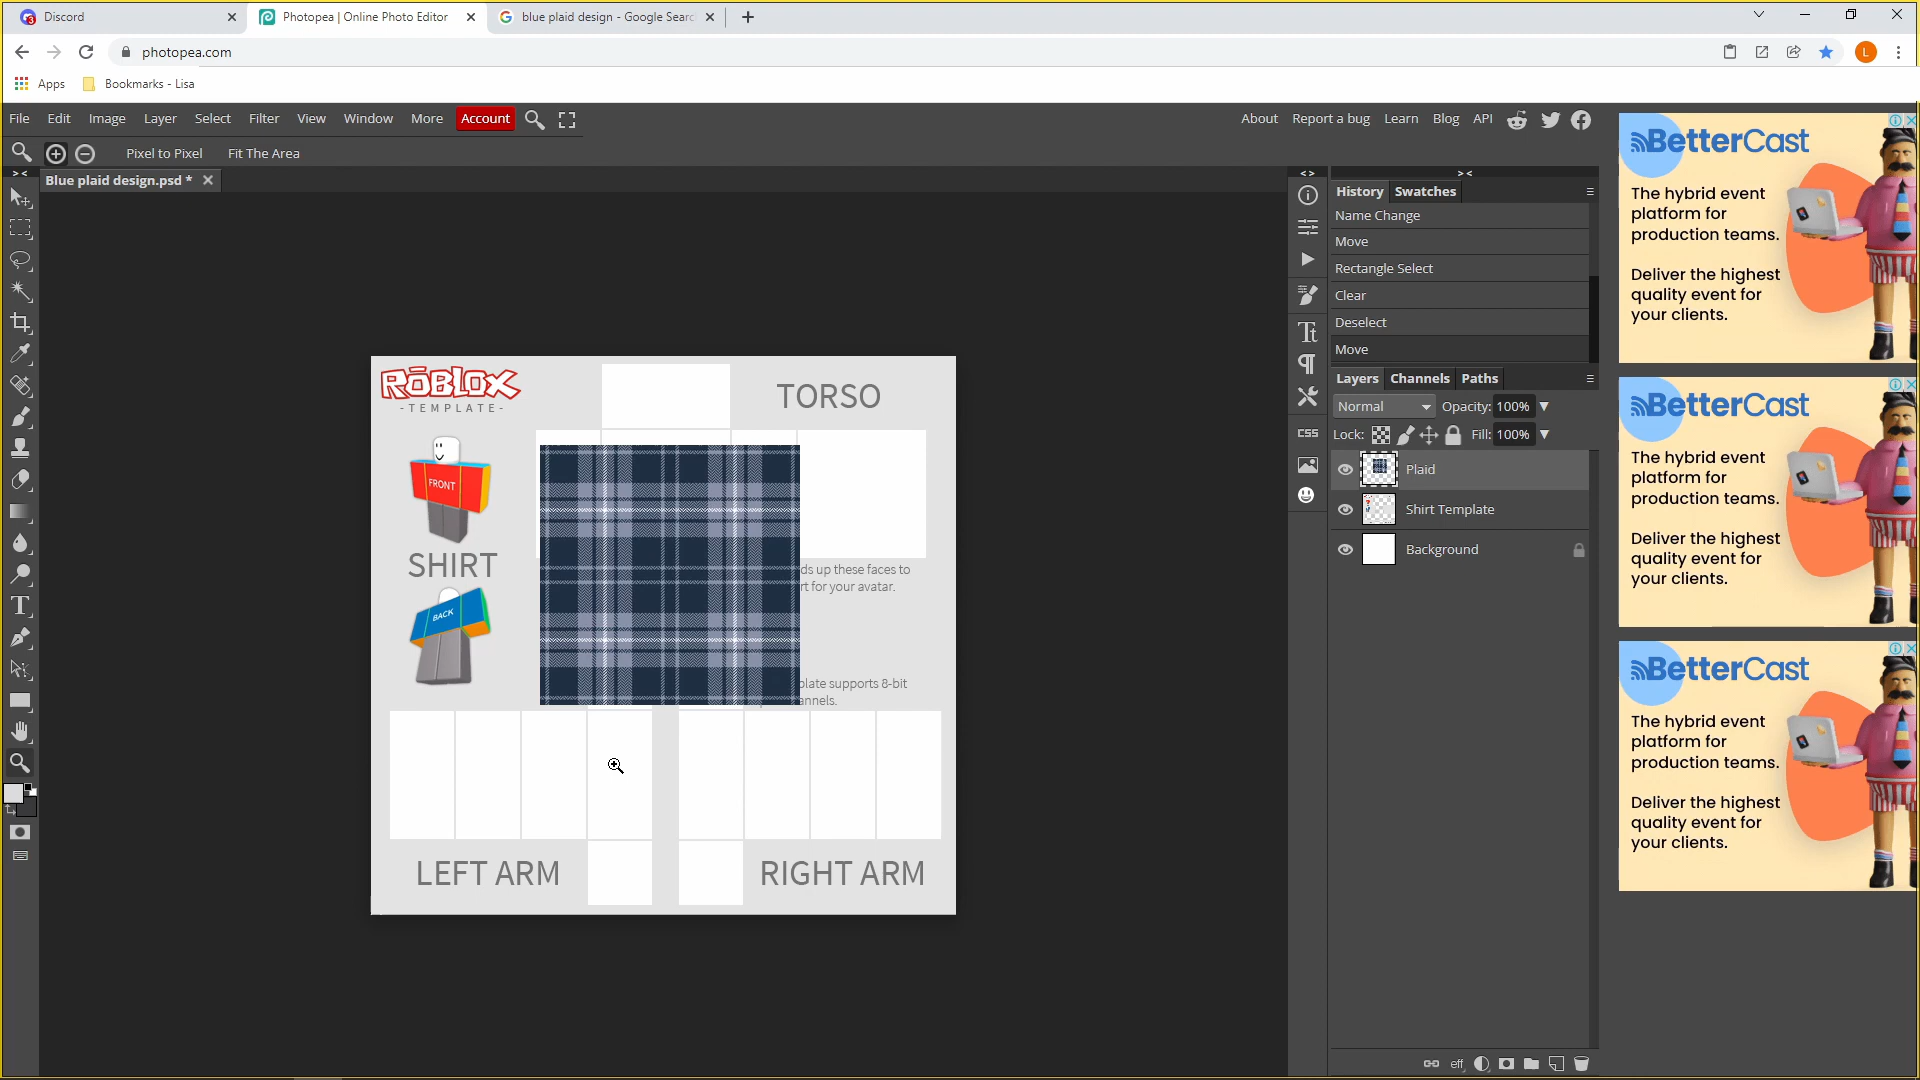 Discord
Photopea | Online Photo Editor
blue plaid design - Google Searc
photopea.com
L
Apps
Bookmarks - Lisa
File Edit Image Layer Select Filter View Window More Account
About Report a bug Learn Blog API
Pixel to Pixel Fit The Area
Blue plaid design.psd *
History Swatches
Name Change
Move
Rectangle Select
Clear
Deselect
Move
Layers Channels Paths
Normal Opacity: 100%
Lock: Fill: 100%
Plaid
Shirt Template
Background
CSS
eff
ROBLOX
-TEMPLATE-
TORSO
FRONT
SHIRT
BACK
ds up these faces to
rt for your avatar.
plate supports 8-bit
annels.
LEFT ARM
RIGHT ARM
BetterCast
The hybrid event
platform for
production teams.
Deliver the highest
quality event for
your clients.
BetterCast
The hybrid event
platform for
production teams.
Deliver the highest
quality event for
your clients.
BetterCast
The hybrid event
platform for
production teams.
Deliver the highest
quality event for
your clients.